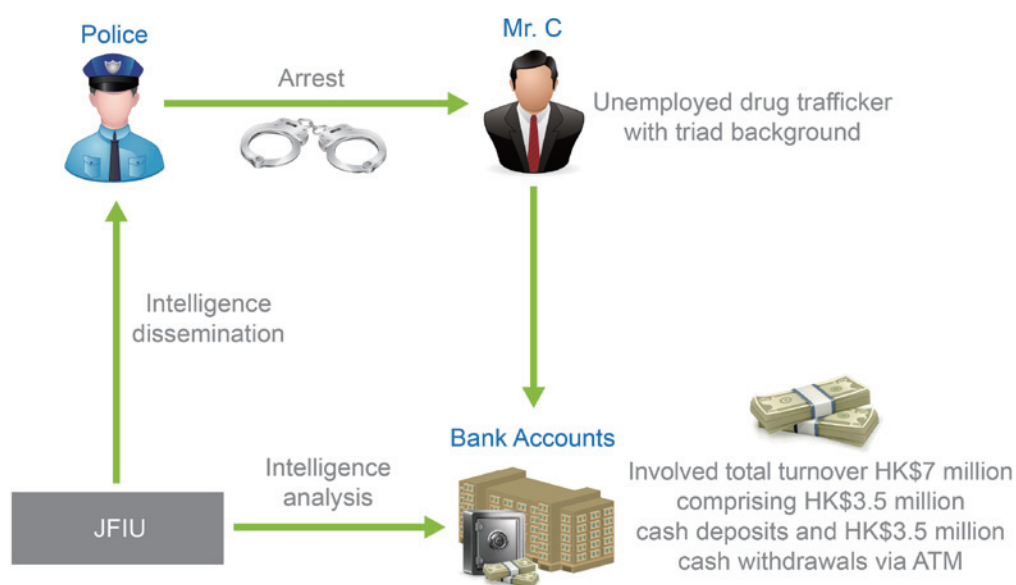 Police
Mr. C
Arrest
Unemployed drug trafficker
with triad background
Intelligence
dissemination
Bank Accounts
Intelligence
analysis
JFIU
Involved total turnover HK$7 million
comprising HK$3.5 million
cash deposits and HK$3.5 million
cash withdrawals via ATM